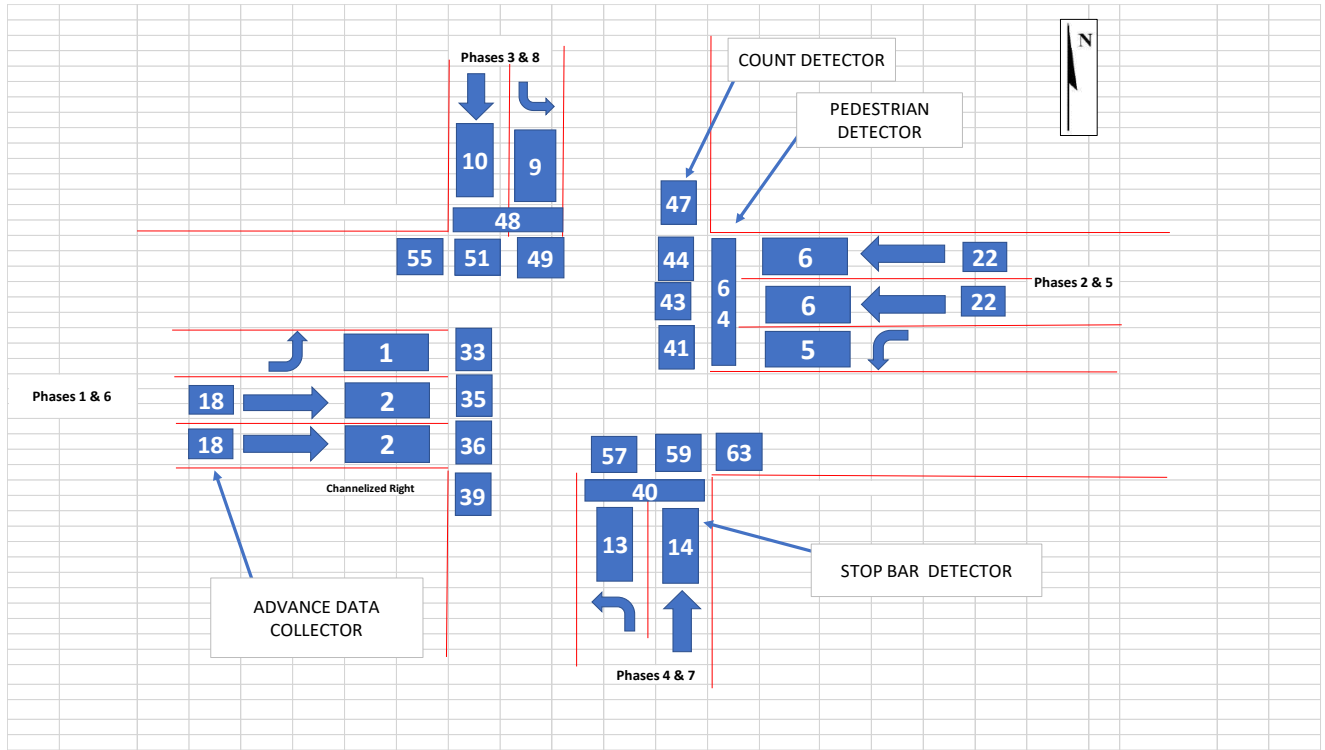 N
Phases 3 & 8
COUNT DETECTOR
PEDESTRIAN
DETECTOR
10
9
47
48
55
51
49
44
6
22
Phases 2 & 5
43
6
22
6
4
41
5
1
33
Phases 1 & 6
18
2
35
18
2
36
57
59
63
Channelized Right
39
40
13
14
STOP BAR  DETECTOR
ADVANCE DATA
COLLECTOR
Phases 4 & 7